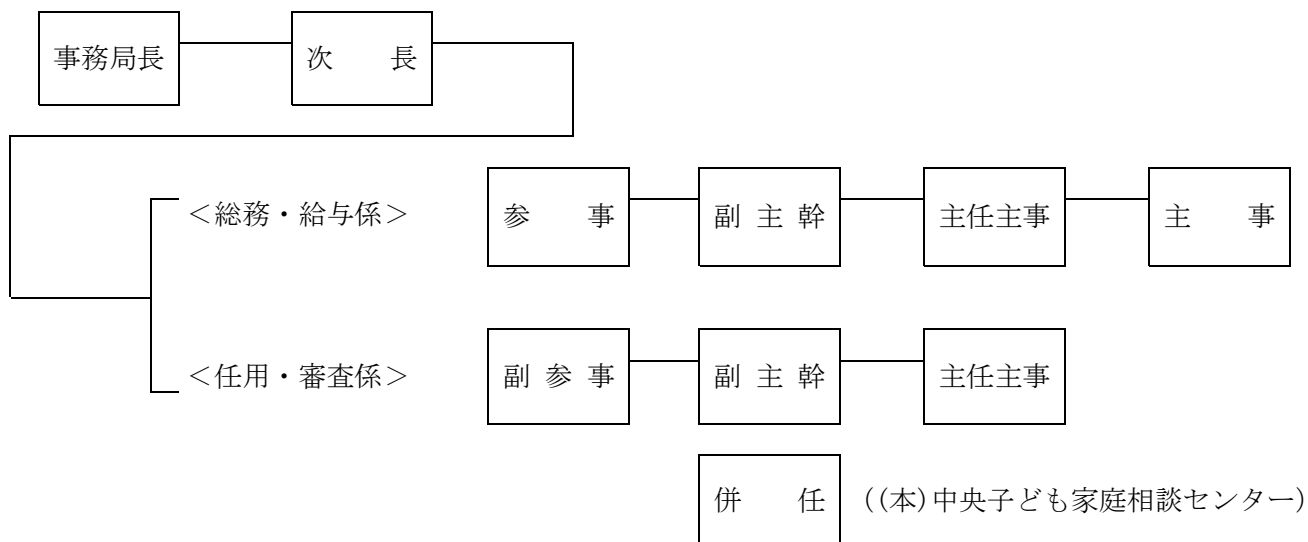 事務局長 次　長
＜総務・給与係＞ 参　事 副 主 幹 主任主事 主　事
＜任用・審査係＞ 副 参 事 副 主 幹 主任主事
併　任 ((本)中央子ども家庭相談センター)